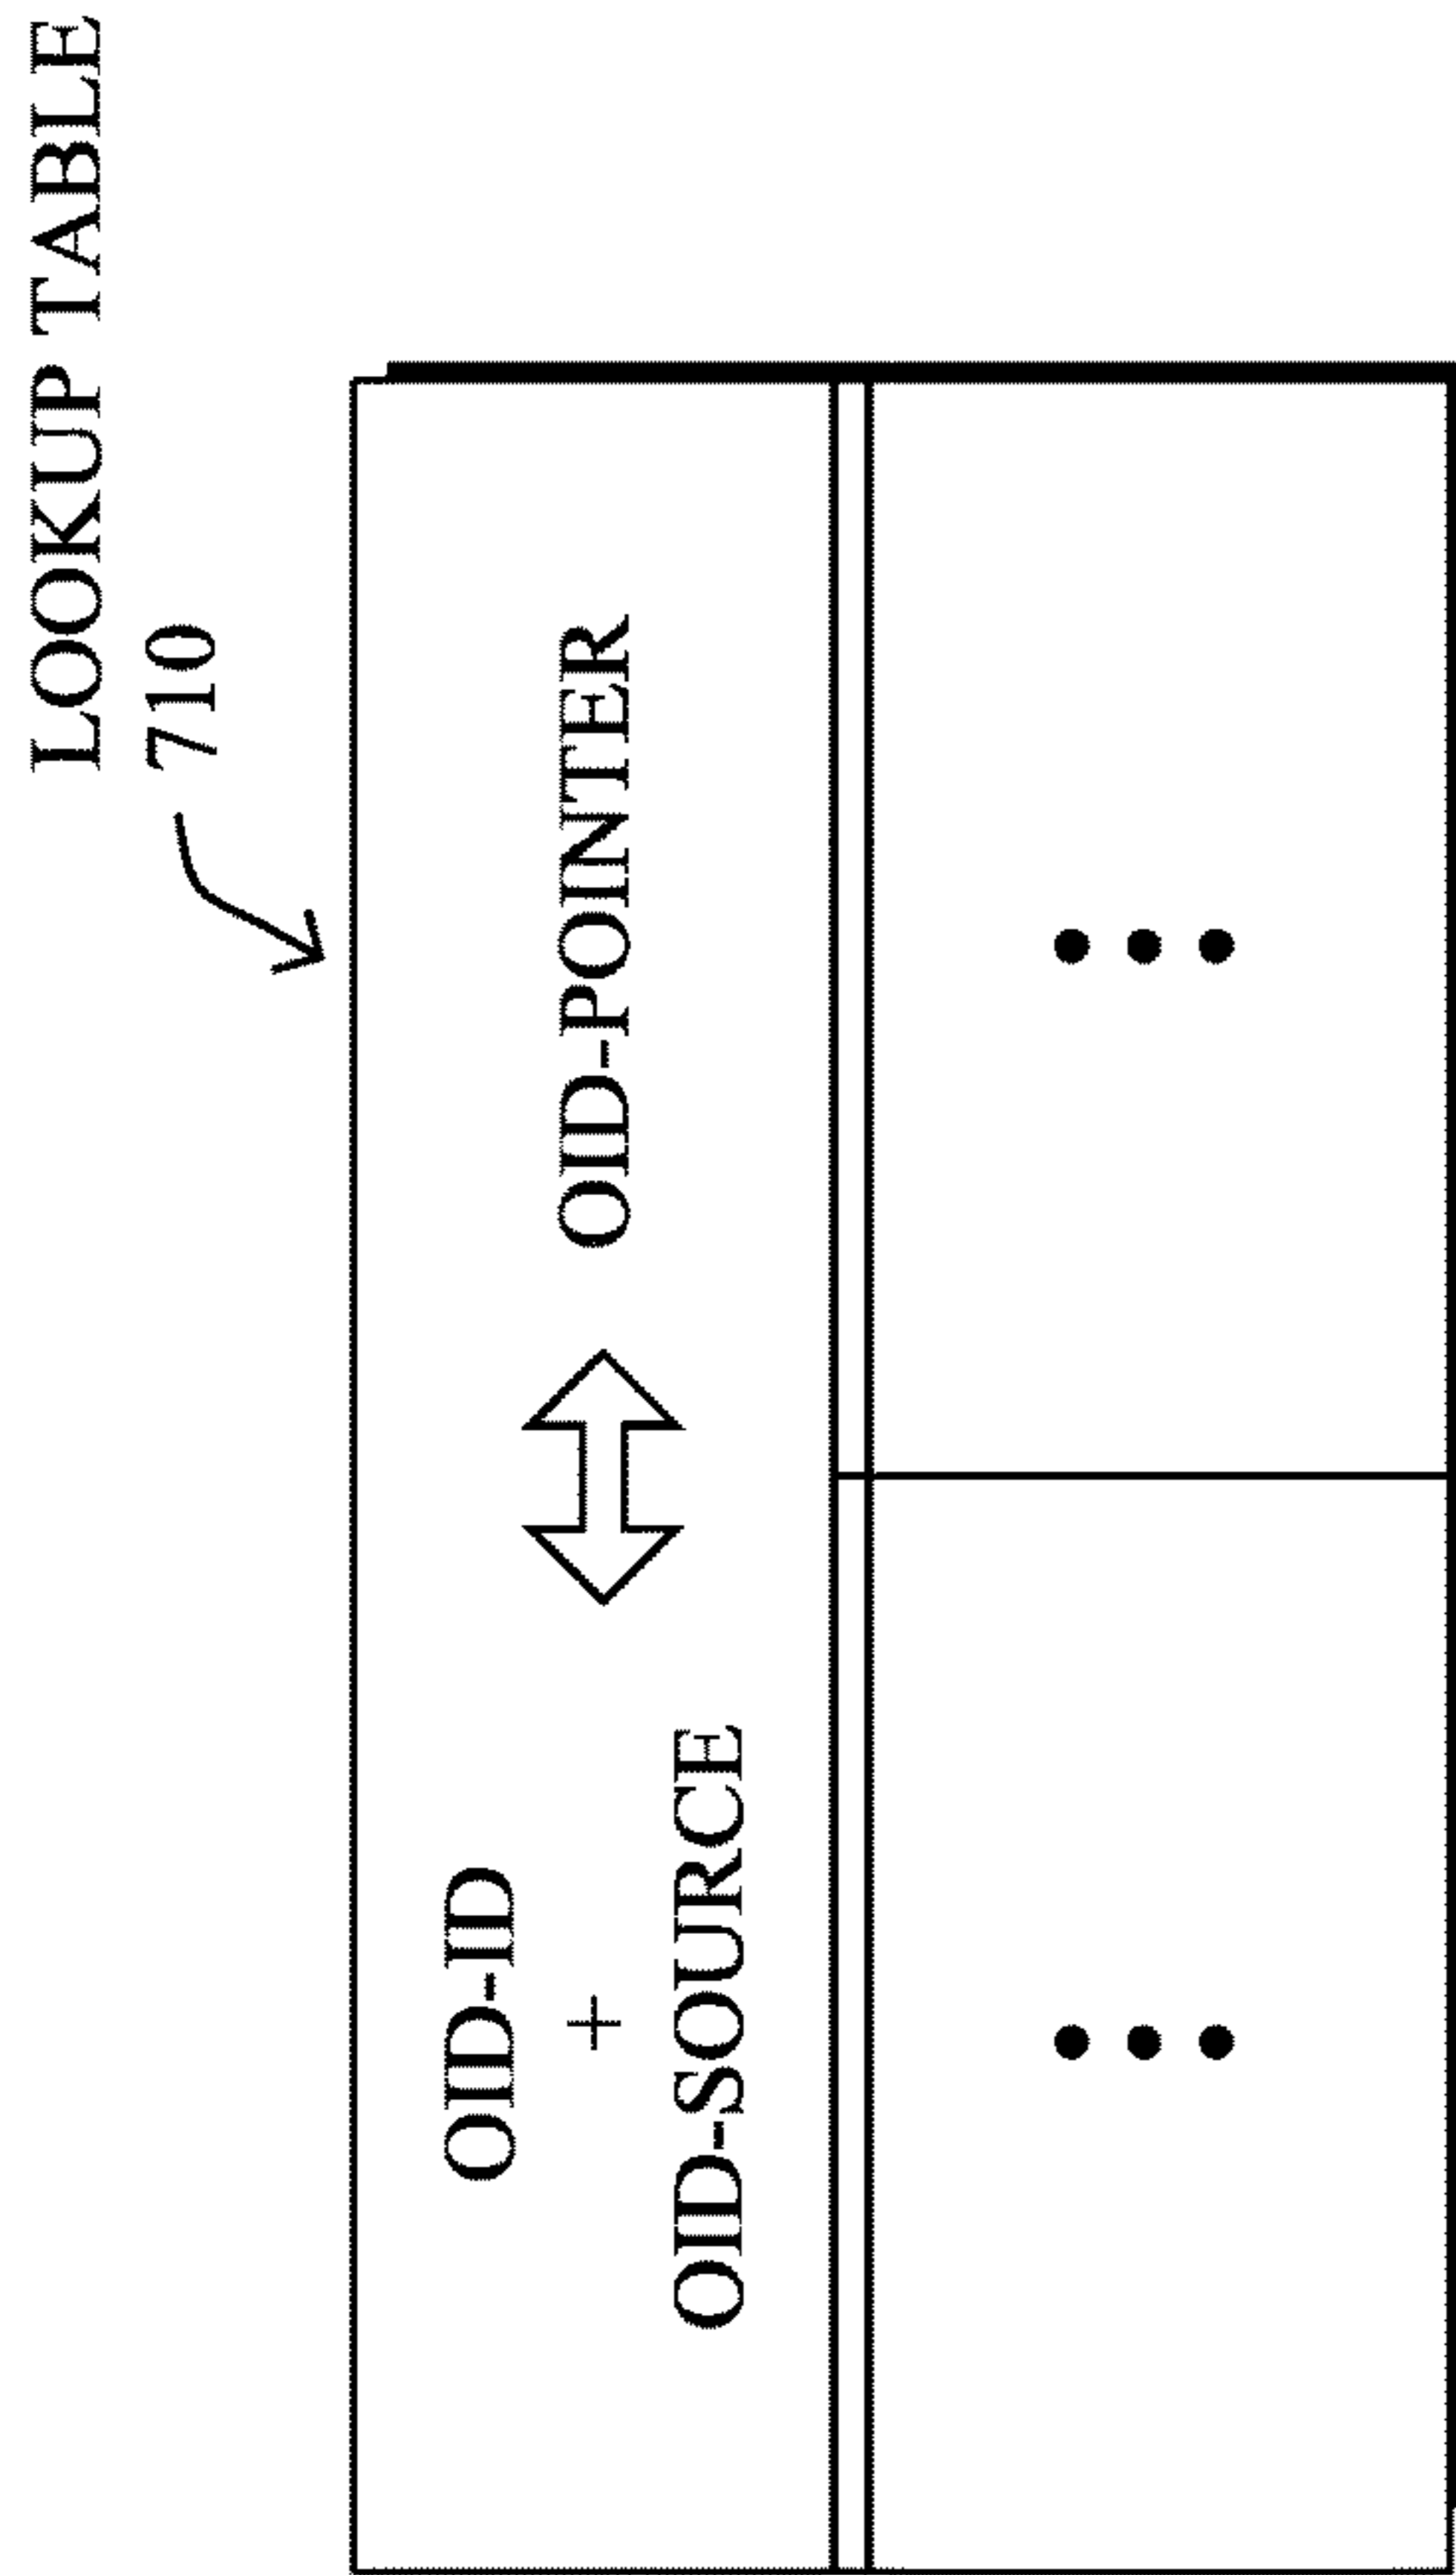 LOOKUP TABLE
710
OID-ID
+
OID-SOURCE
OID-POINTER